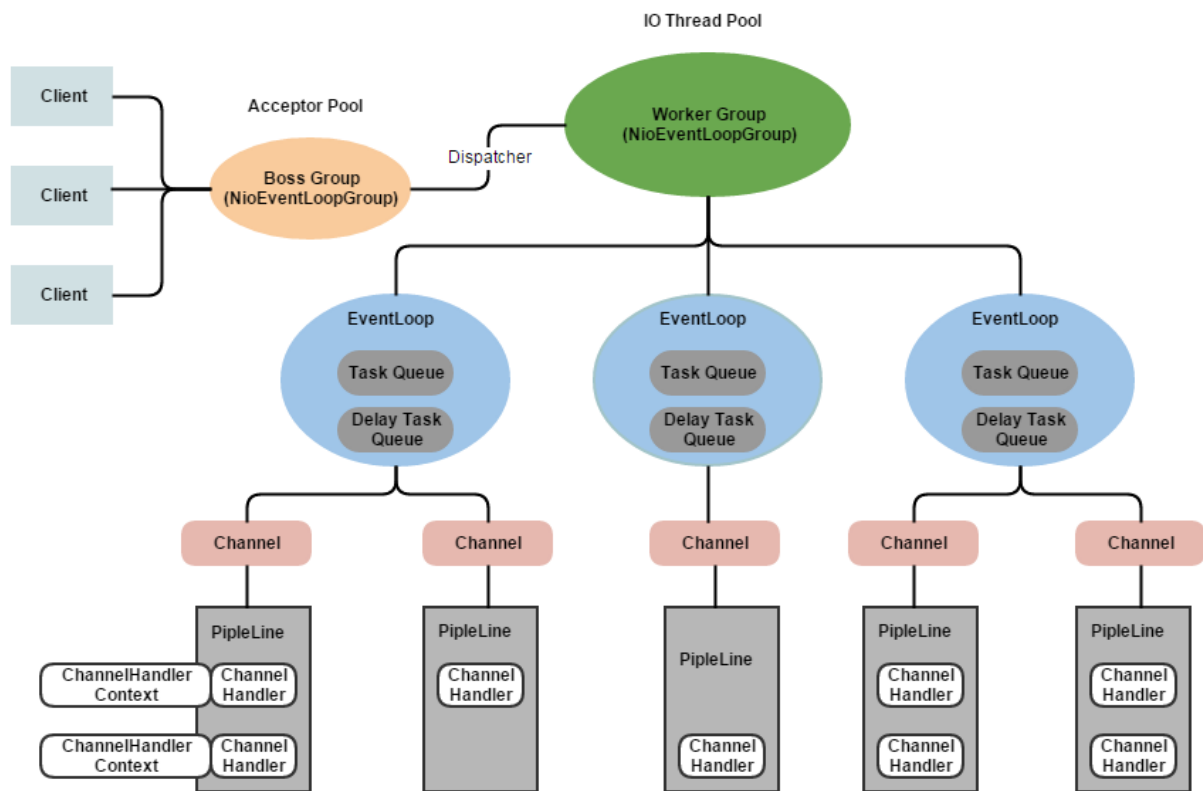 IO Thread Pool
Client
Acceptor Pool
Worker Group
(NioEventLoopGroup)
Dispatcher
Boss Group
(NioEventLoopGroup)
Client
Client
EventLoop
EventLoop
EventLoop
Task Queue
Task Queue
Task Queue
Delay Task
Queue
Delay Task
Queue
Delay Task
Queue
Channel
Channel
Channel
Channel
Channel
PipleLine
PipleLine
PipleLine
PipleLine
PipleLine
ChannelHandler
Context
Channel
Handler
Channel
Handler
Channel
Handler
Channel
Handler
ChannelHandler
Context
Channel
Handler
Channel
Handler
Channel
Handler
Channel
Handler